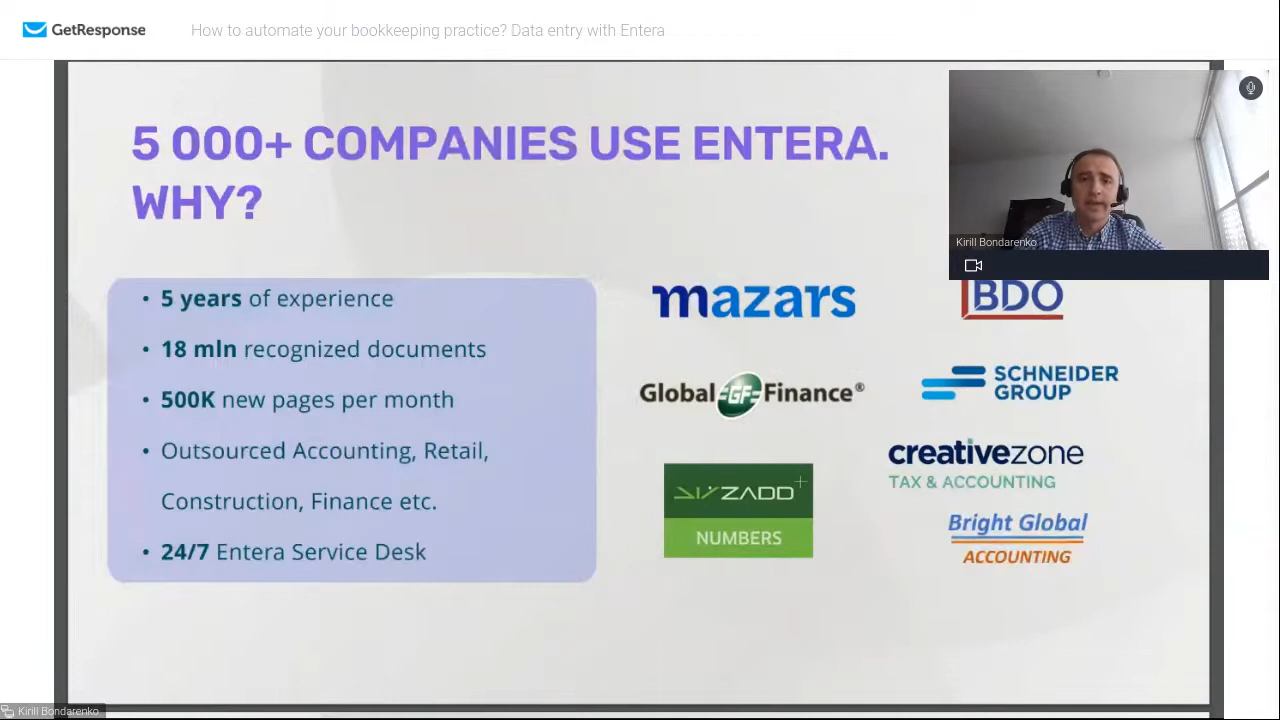 GetResponse
How to automate your bookkeeping practice? Data entry with Entera
5 000+ COMPANIES USE ENTERA.
WHY?
Kirill Bondarenko
• 5 years of experience
• 18 mln recognized documents
• 500K new pages per month
• Outsourced Accounting, Retail,
Construction, Finance etc.
• 24/7 Entera Service Desk
mazars
BDO
Global GF Finance®
SCHNEIDER
GROUP
creativezone
TAX & ACCOUNTING
ZADD+
NUMBERS
Bright Global
ACCOUNTING
Kirill Bondarenko